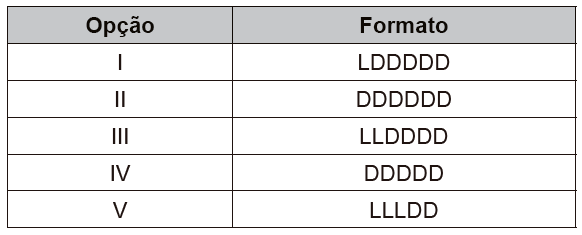 Opção Formato
I LDDDDD
II DDDDDD
III LLDDDD
IV DDDDD
V LLLDD